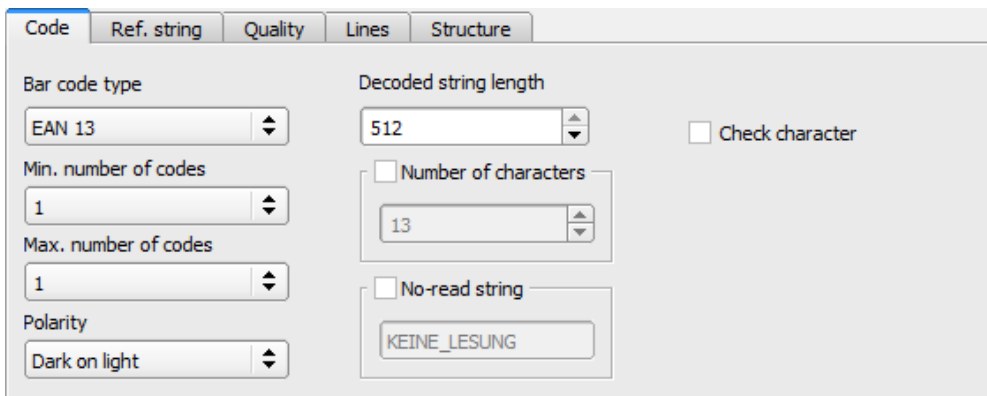 Code Ref. string Quality Lines Structure
Bar code type
EAN 13
Min. number of codes
1
Max. number of codes
1
Polarity
Dark on light
Decoded string length
512
Number of characters
13
No-read string
KEINE_LESUNG
Check character